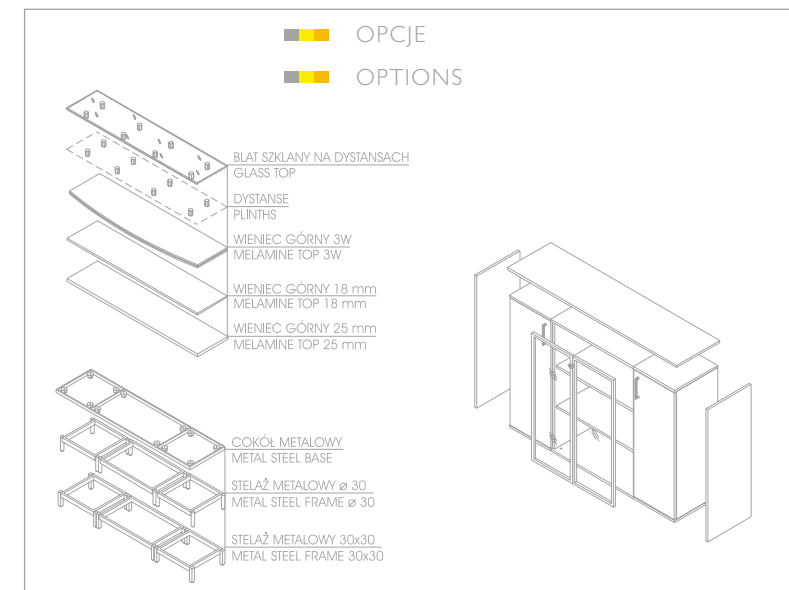 OPCJE
OPTIONS
BLAT SZKLANY NA DYSTANSACH
GLASS TOP
DYSTANSE
PLINTHS
WIENIEC GÓRNY 3W
MELAMINE TOP 3W
WIENIEC GÓRNY 18 mm
MELAMINE TOP 18 mm
WIENIEC GÓRNY 25 mm
MELAMINE TOP 25 mm
COKÓŁ METALOWY
METAL STEEL BASE
STELAŻ METALOWY ø 30
METAL STEEL FRAME ø 30
STELAŻ METALOWY 30x30
METAL STEEL FRAME 30x30